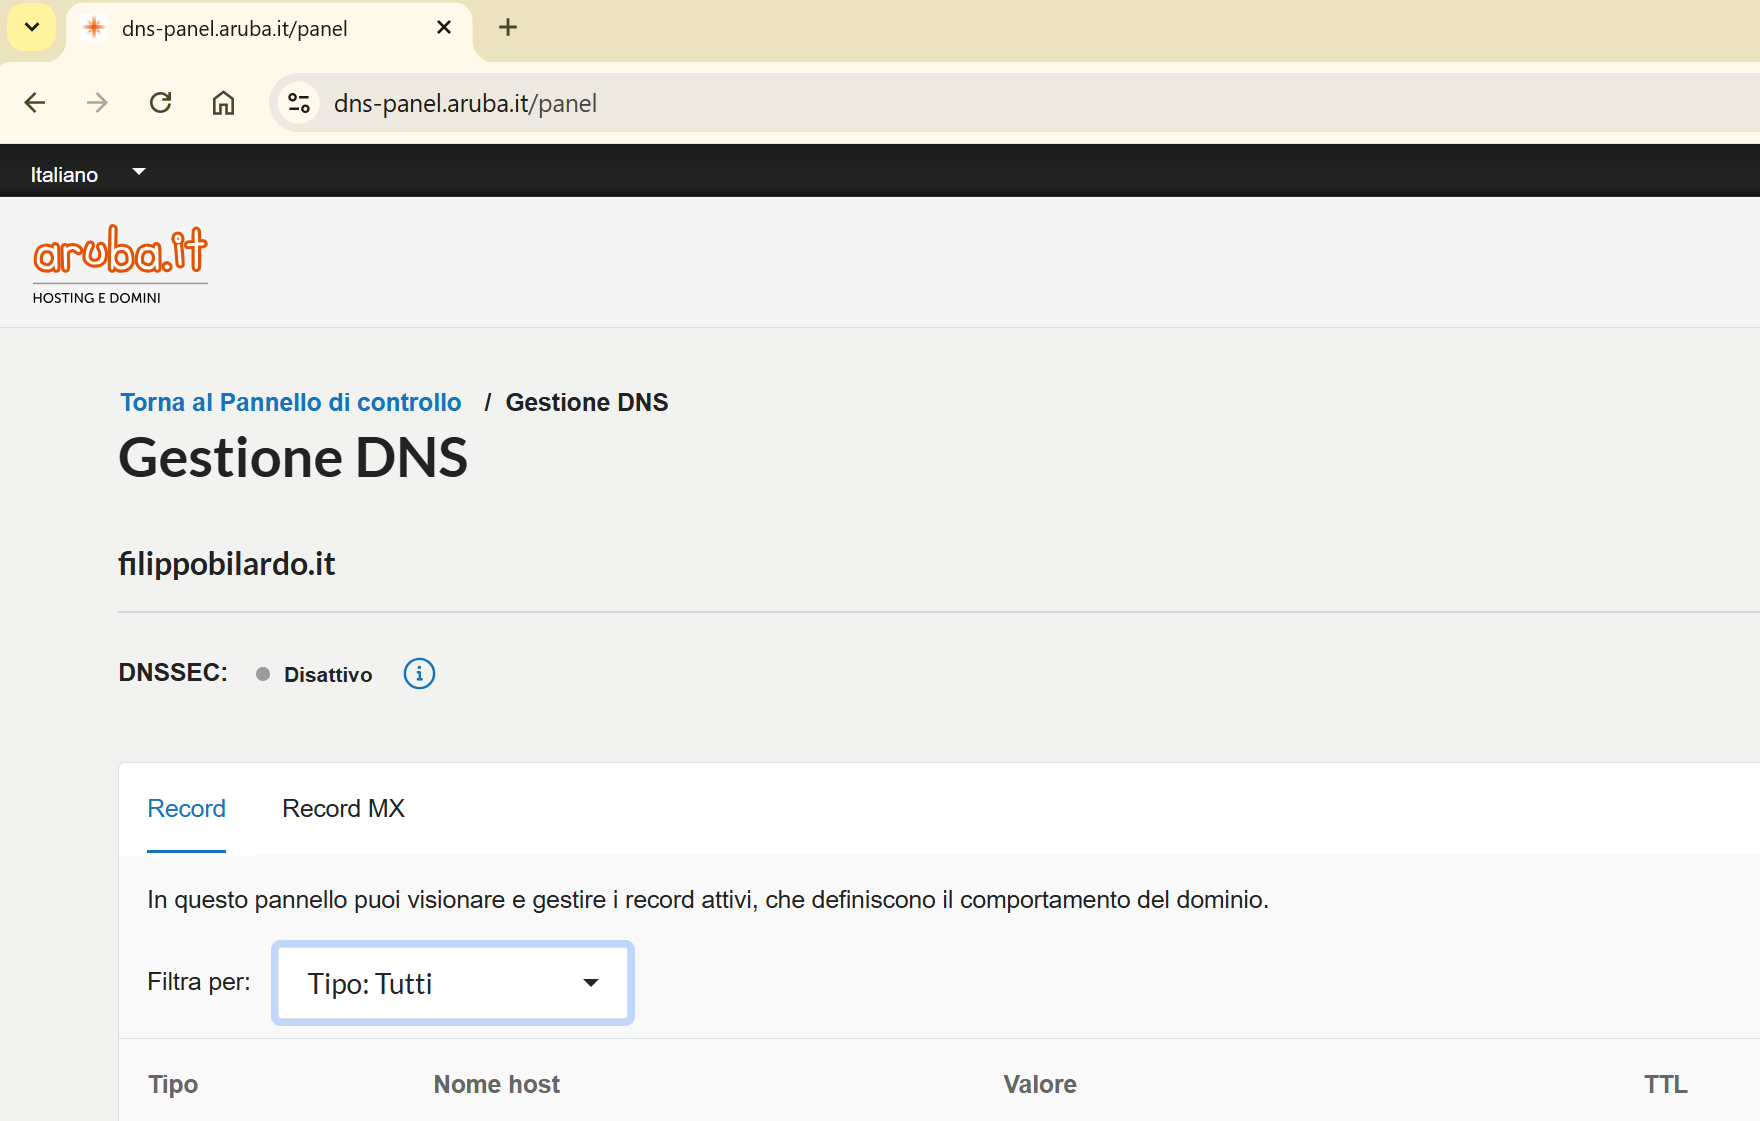 dns-panel.aruba.it/panel
dns-panel.aruba.it/panel
Italiano
aruba.it
HOSTING E DOMINI
Torna al Pannello di controllo / Gestione DNS
Gestione DNS
filippobilardo.it
DNSSEC: Disattivo
Record Record MX
In questo pannello puoi visionare e gestire i record attivi, che definiscono il comportamento del dominio.
Filtra per: Tipo: Tutti
Tipo Nome host Valore TTL